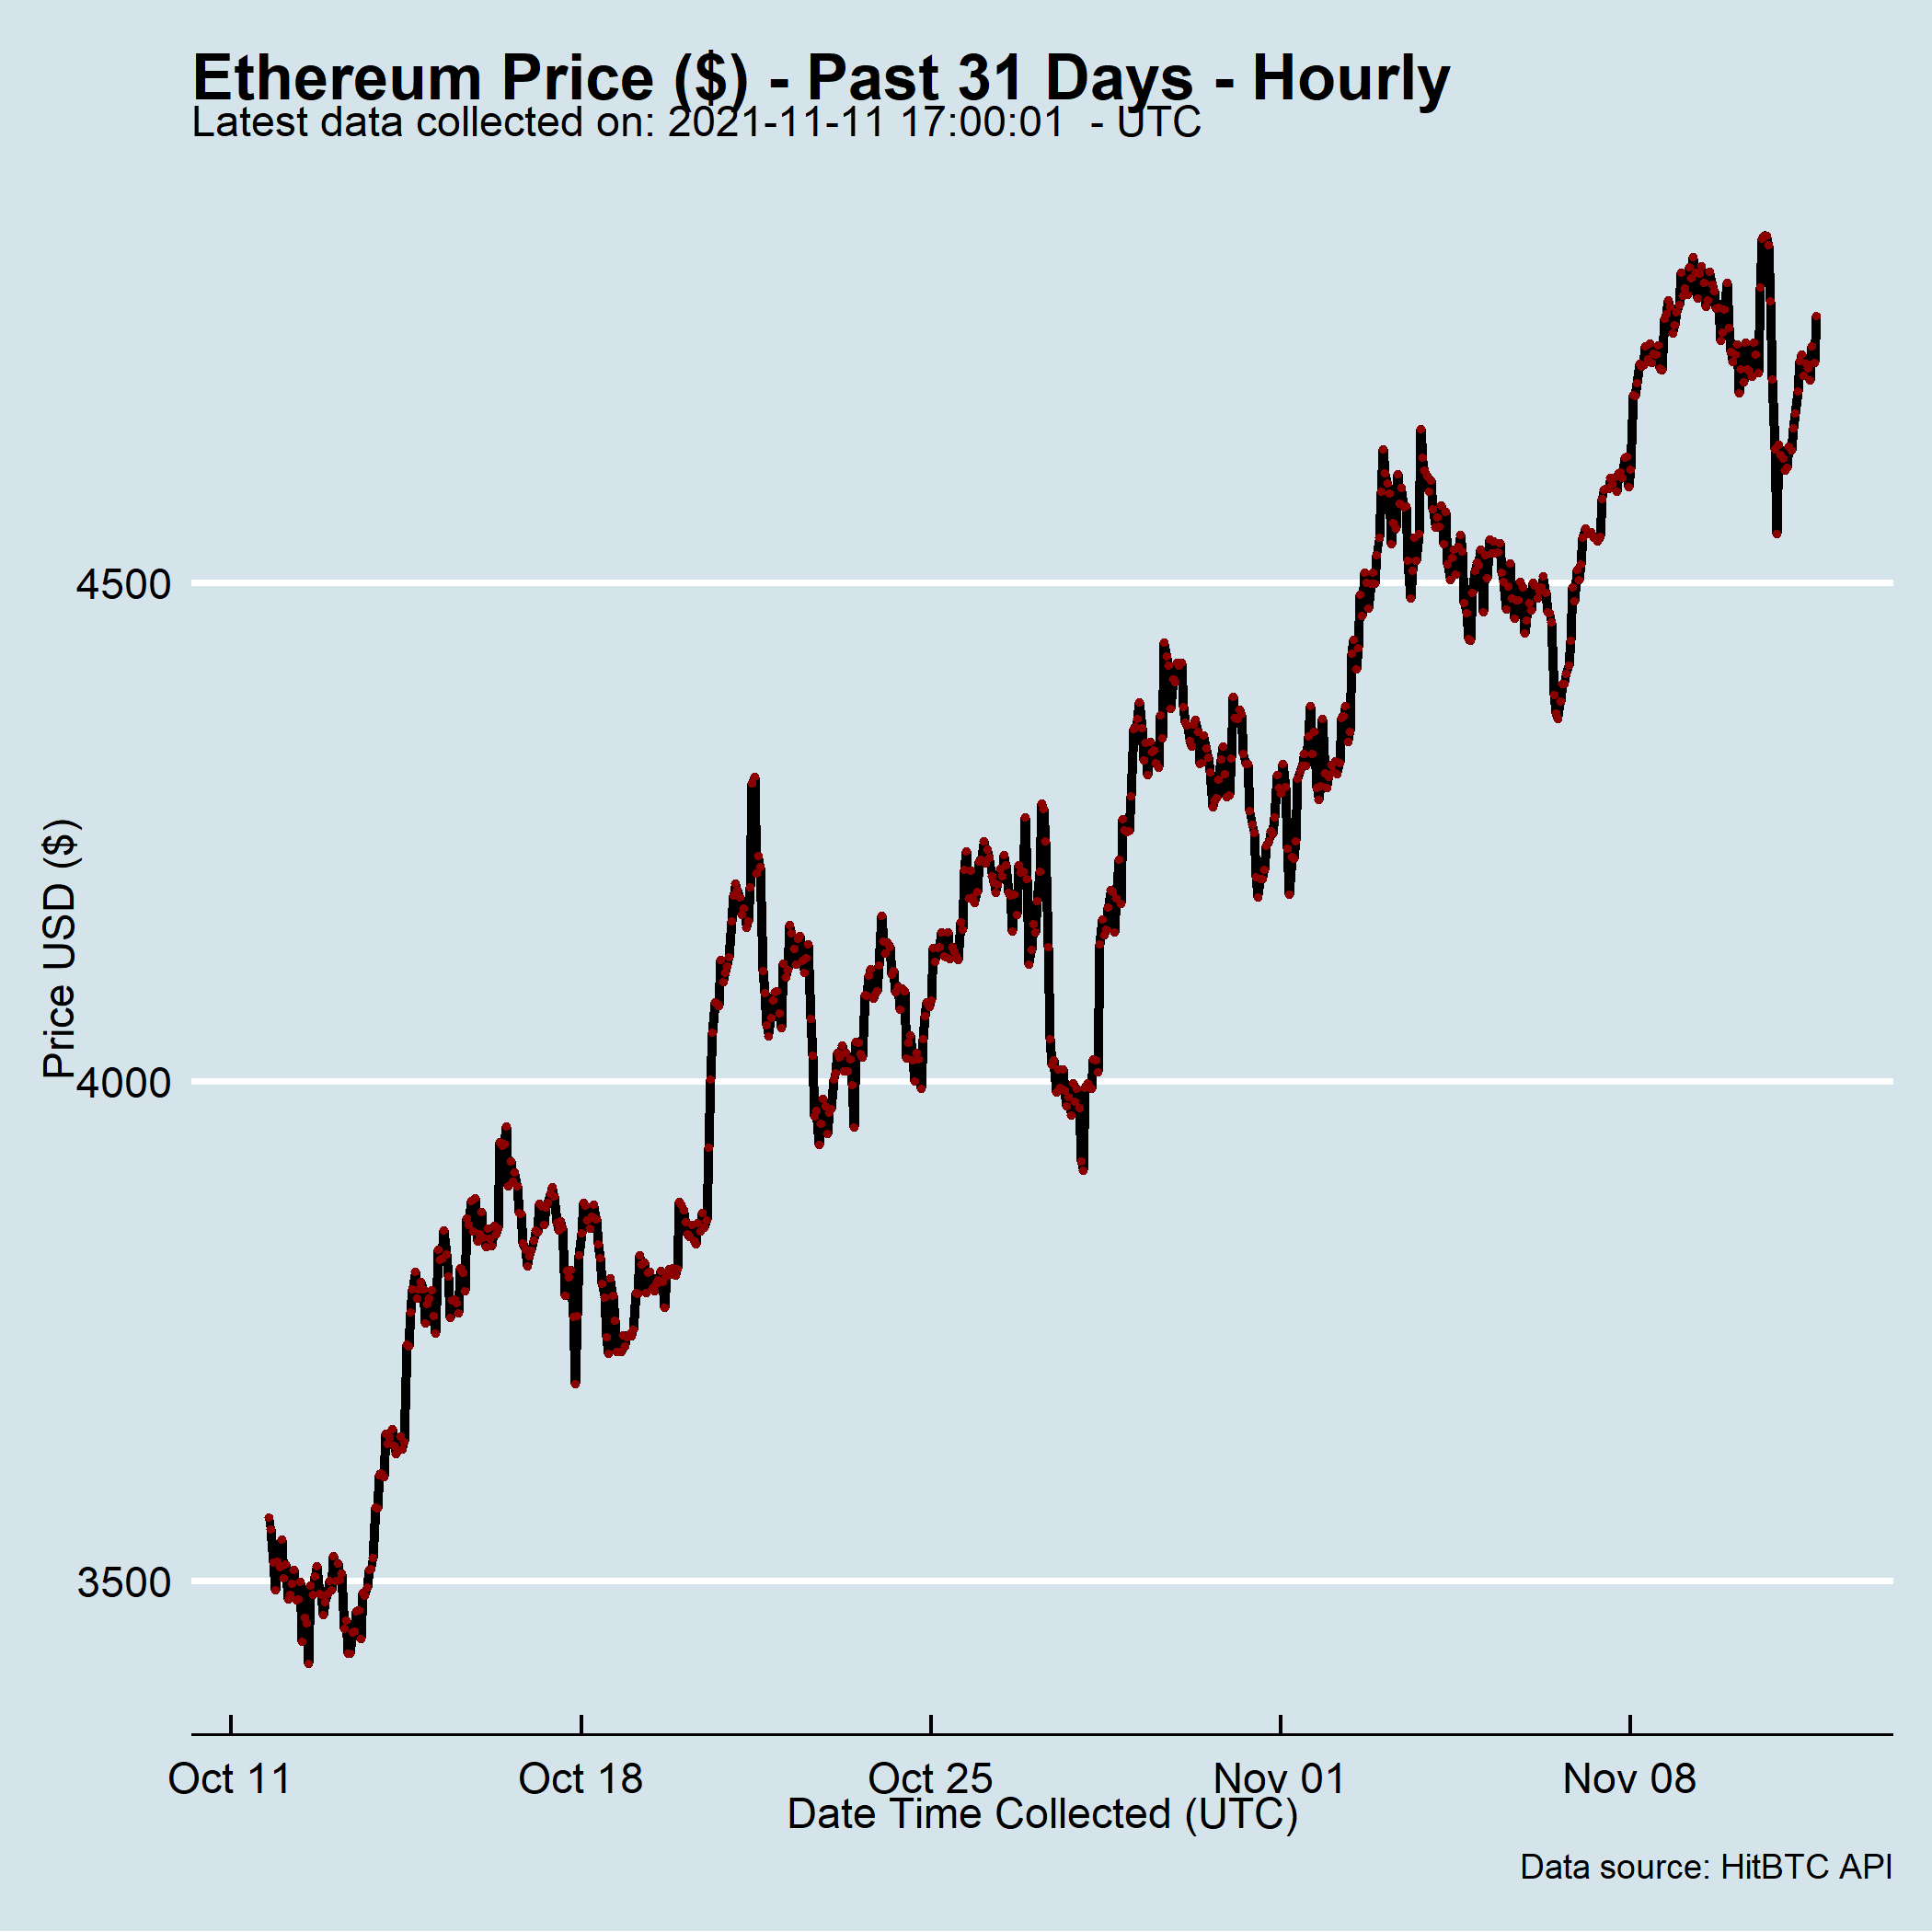 Ethereum Price ($) - Past 31 Days - Hourly
Latest data collected on: 2021-11-11 17:00:01  - UTC
Price USD ($)
4500
4000
3500
Oct 11
Oct 18
Oct 25
Nov 01
Nov 08
Date Time Collected (UTC)
Data source: HitBTC API